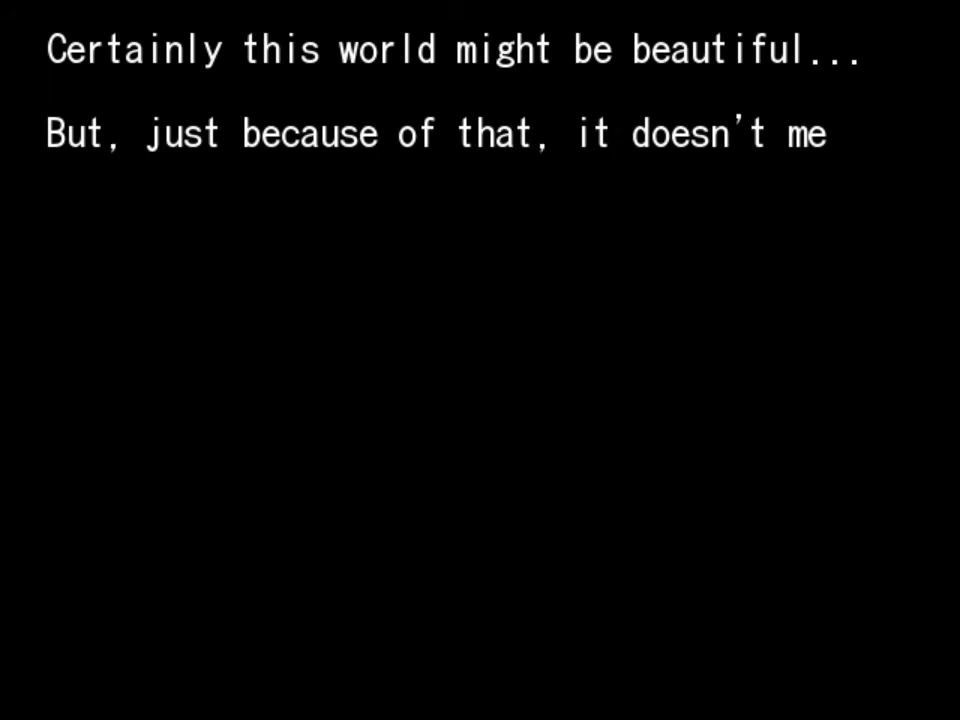 Certainly this world might be beautiful...
But, just because of that, it doesn't me